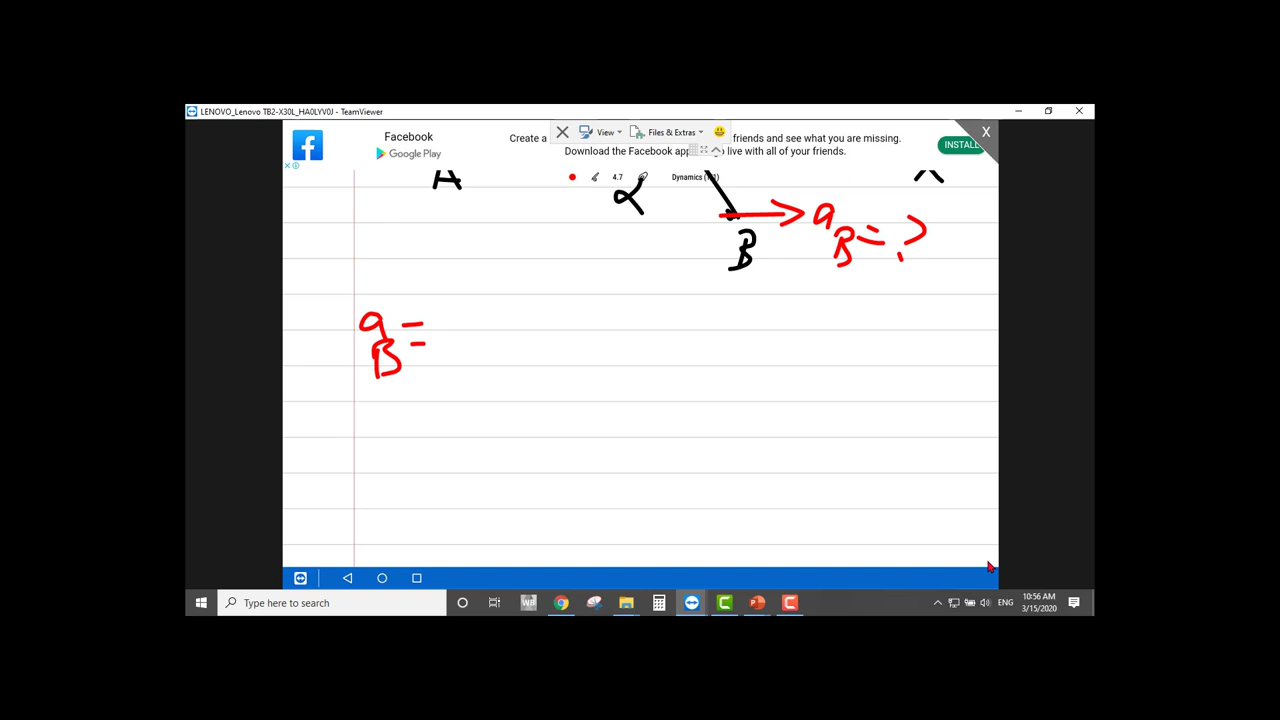 LENOVO_Lenovo TB2-X30L_HA0LYV0J - TeamViewer
Facebook
Google Play
Create a
View
Files & Extras
friends and see what you are missing.
Download the Facebook app
live with all of your friends.
INSTALL
X
A
4.7
Dynamics (
α
B
a
B = ?
a =
B
Type here to search
ENG
10:56 AM
3/15/2020